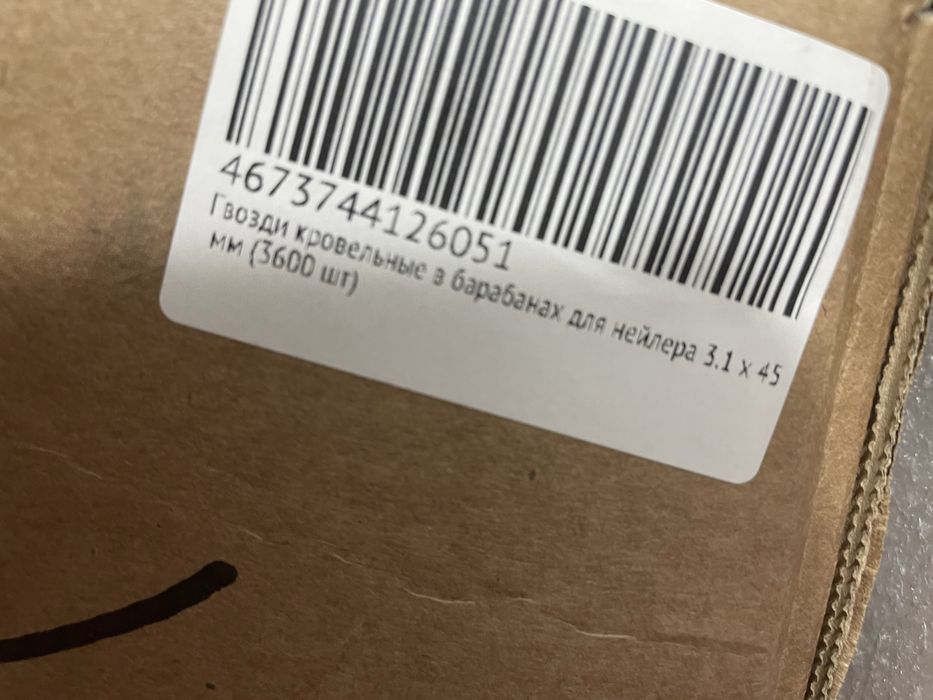 4673744126051
Гвозди кровельные в барабанах для нейлера 3.1 x 45
мм (3600 шт)